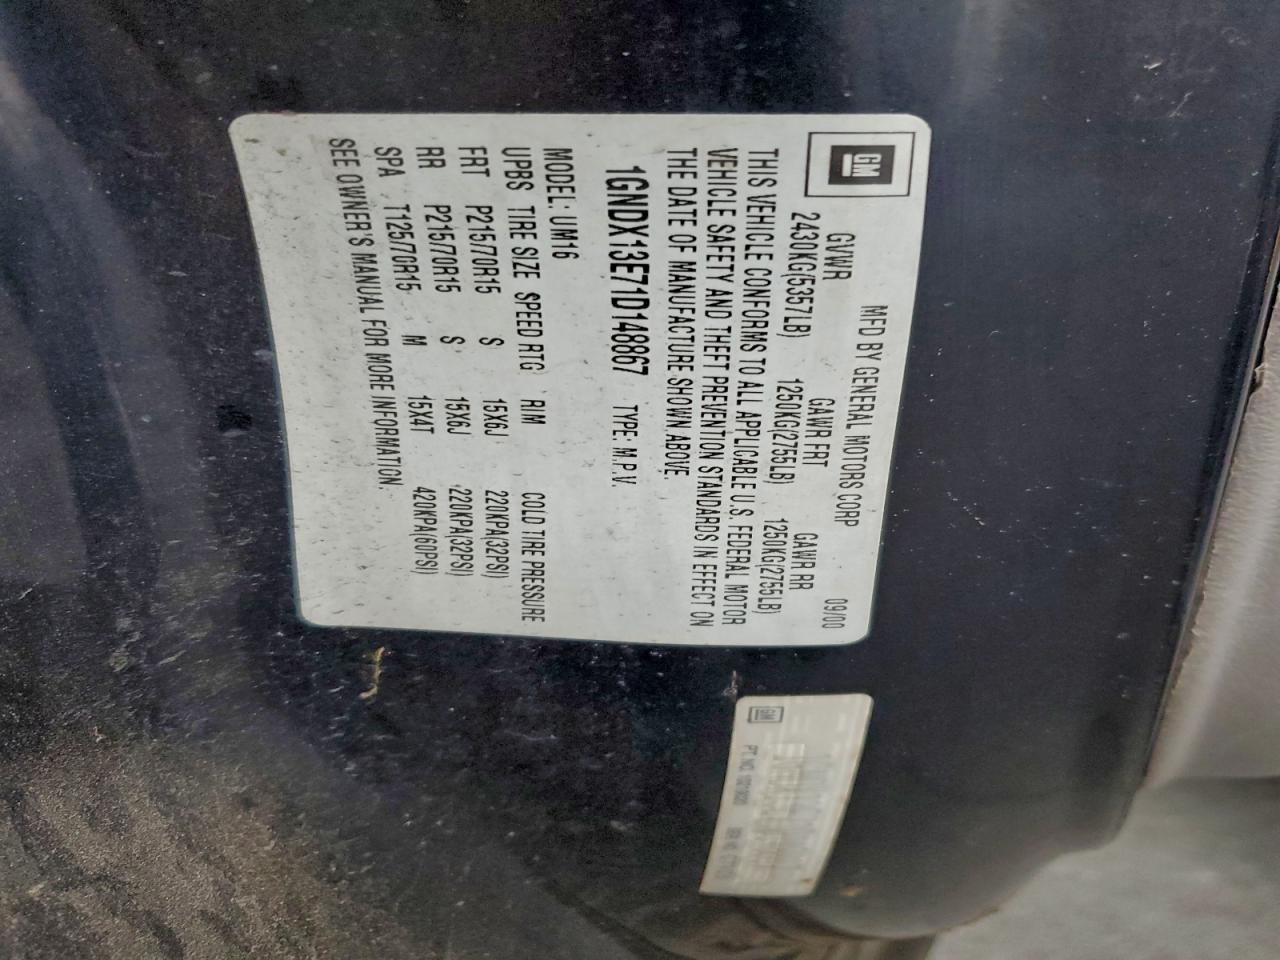 GM
MFD BY GENERAL MOTORS CORP 09/00
GVWR GAWR FRT GAWR RR
2430KG(5357LB) 1250KG(2755LB) 1250KG(2755LB)
THIS VEHICLE CONFORMS TO ALL APPLICABLE U.S. FEDERAL MOTOR
VEHICLE SAFETY AND THEFT PREVENTION STANDARDS IN EFFECT ON
THE DATE OF MANUFACTURE SHOWN ABOVE.
1GNDX13E71D148867 TYPE: M.P.V.
MODEL: UM16
UPBS TIRE SIZE SPEED RTG RIM COLD TIRE PRESSURE
FRT P215/70R15 S 15X6J 220KPA(32PSI)
RR P215/70R15 S 15X6J 220KPA(32PSI)
SPA T125/70R15 M 15X4T 420KPA(60PSI)
SEE OWNER'S MANUAL FOR MORE INFORMATION.
GM
PT. NO.